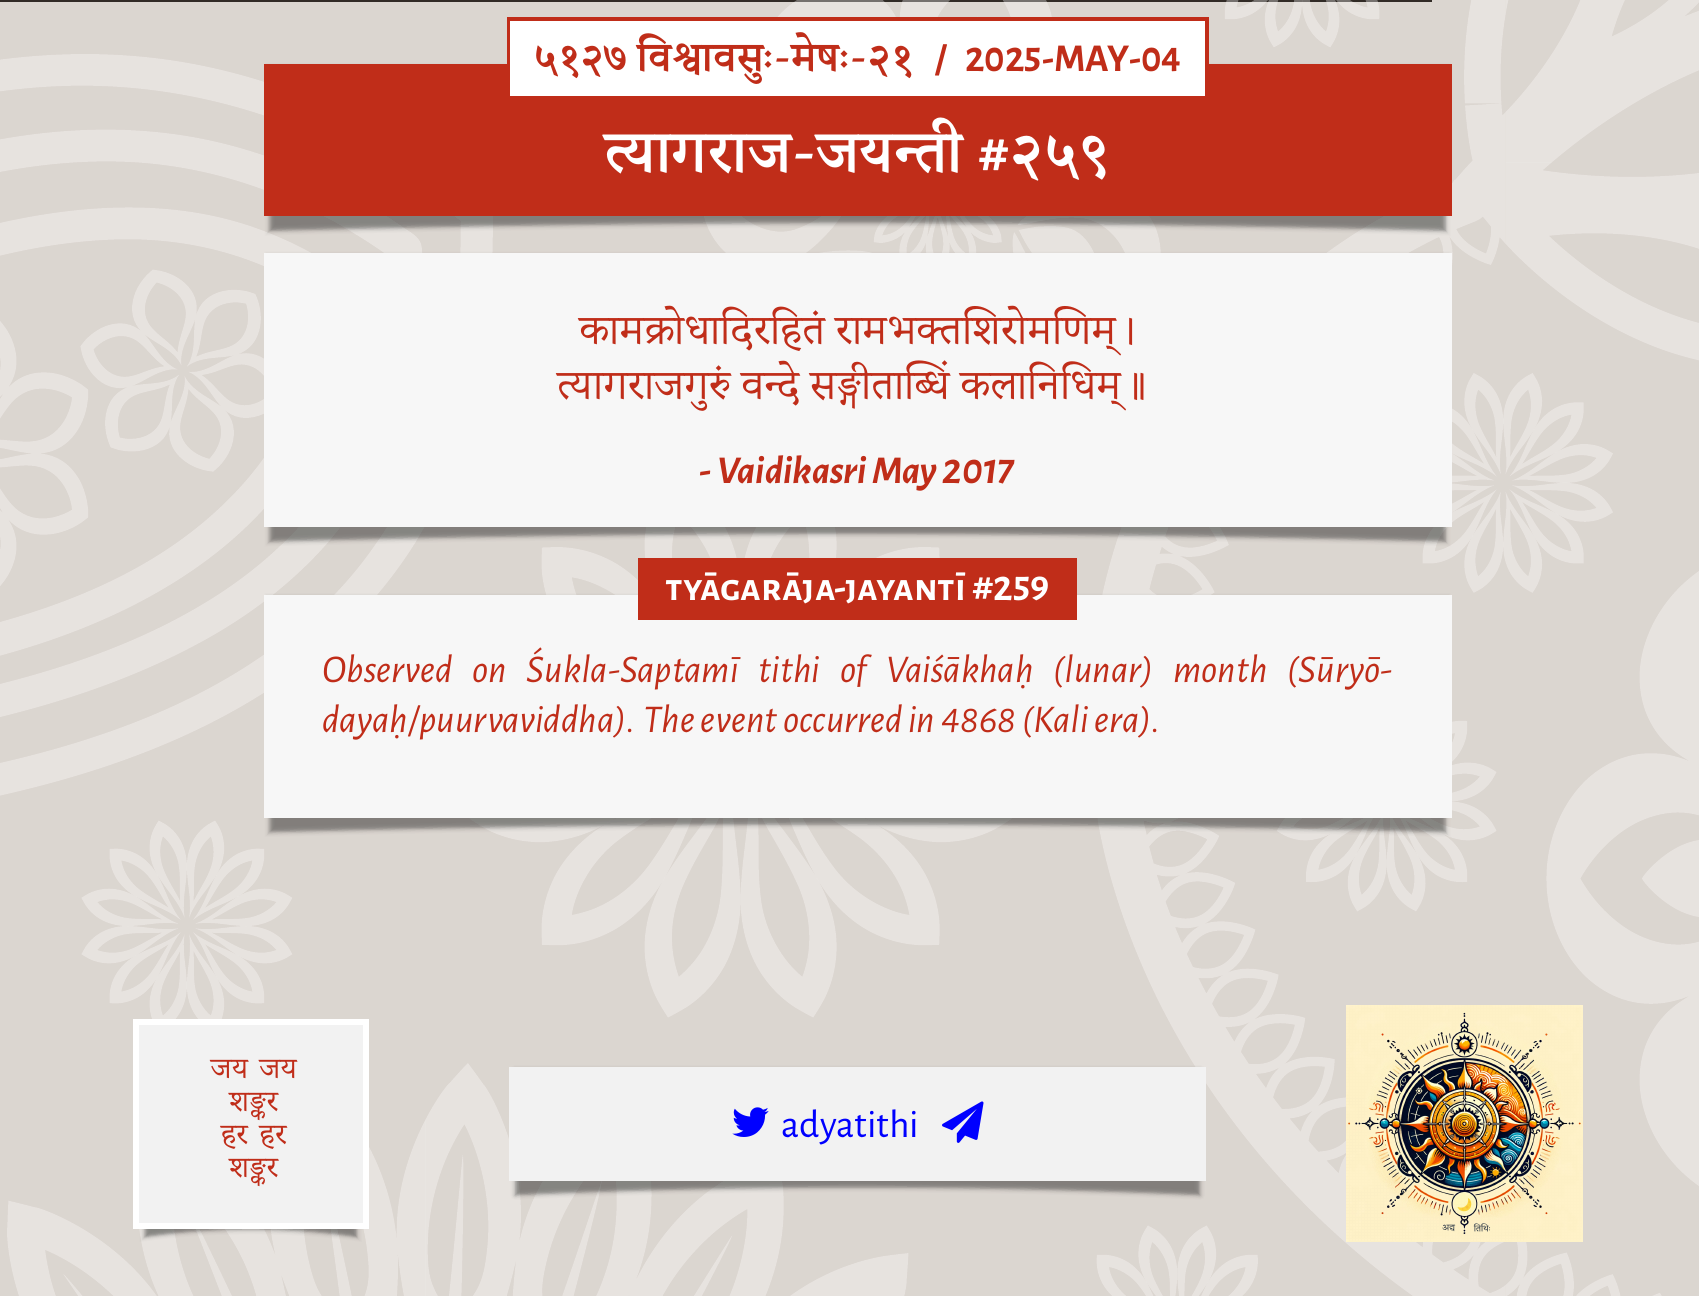 ५१२७ विश्वावसुः-मेषः-२१ / 2025-MAY-04
त्यागराज-जयन्ती #२५९
कामक्रोधादिरहितं रामभक्तशिरोमणिम्।
त्यागराजगुरुं वन्दे सङ्गीताब्धिं कलानिधिम्॥
- Vaidikasri May 2017
TYĀGARĀJA-JAYANTĪ #259
Observed on Śukla-Saptamī tithi of Vaiśākhaḥ (lunar) month (Sūryō-
dayaḥ/puurvaviddha). The event occurred in 4868 (Kali era).
जय जय
शङ्कर
हर हर
शङ्कर
adyatithi
अद्य तिथिः